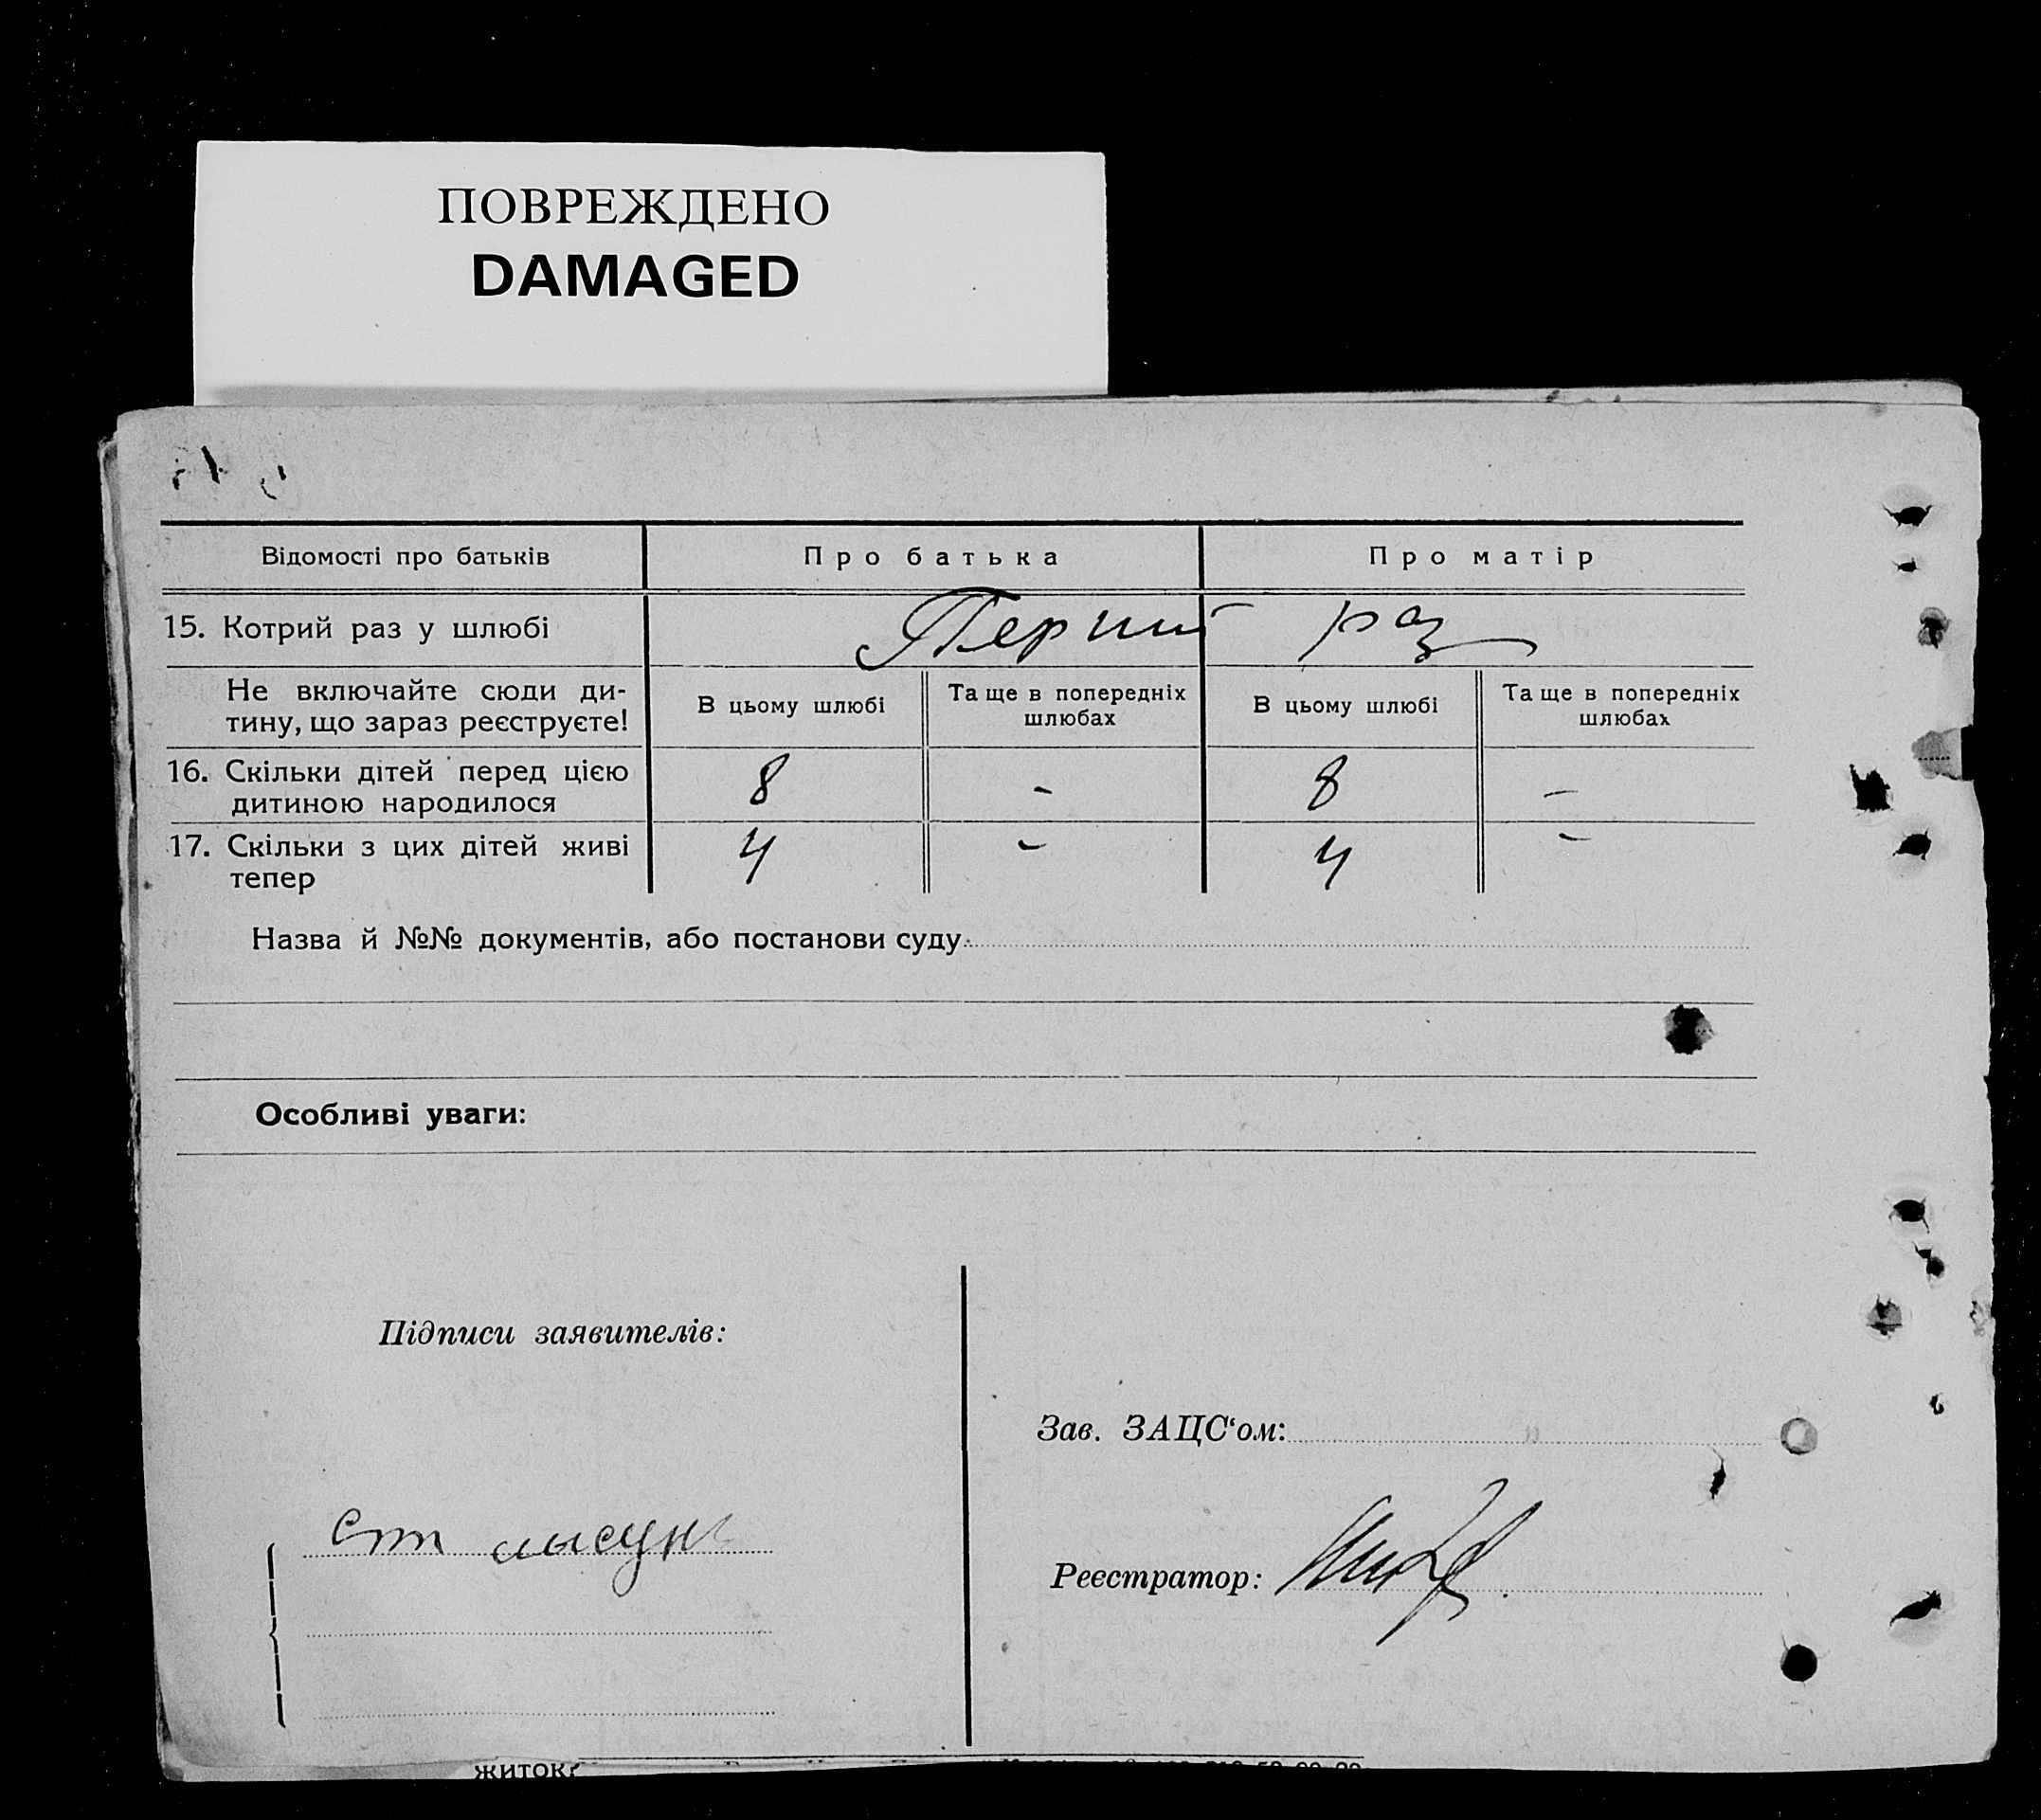 ПОВРЕЖДЕНО
DAMAGED
Відомості про батьків
Про батька
Про матір
15. Котрий раз у шлюбі
Перший раз
Не включайте сюди ди-
тину, що зараз реєструєте!
В цьому шлюбі
Та ще в попередніх
шлюбах
В цьому шлюбі
Та ще в попередніх
шлюбах
16. Скільки дітей перед цією
дитиною народилося
8
-
8
-
17. Скільки з цих дітей живі
тепер
4
-
4
-
Назва й №№ документів, або постанови суду
Особливі уваги:
Підписи заявителів:
Зав. ЗАЦС'ом:
Реєстратор: